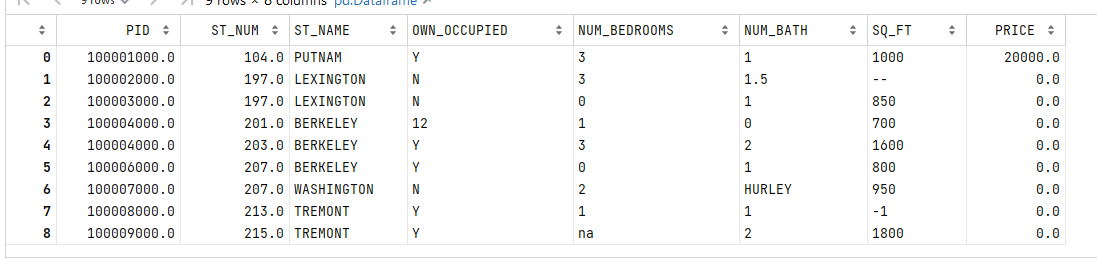 9 rows 9 rows × 8 columns pd.Dataframe
PID ST_NUM ST_NAME OWN_OCCUPIED NUM_BEDROOMS NUM_BATH SQ_FT PRICE
0 100001000.0 104.0 PUTNAM Y 3 1 1000 20000.0
1 100002000.0 197.0 LEXINGTON N 3 1.5 -- 0.0
2 100003000.0 197.0 LEXINGTON N 0 1 850 0.0
3 100004000.0 201.0 BERKELEY 12 1 0 700 0.0
4 100004000.0 203.0 BERKELEY Y 3 2 1600 0.0
5 100006000.0 207.0 BERKELEY Y 0 1 800 0.0
6 100007000.0 207.0 WASHINGTON N 2 HURLEY 950 0.0
7 100008000.0 213.0 TREMONT Y 1 1 -1 0.0
8 100009000.0 215.0 TREMONT Y na 2 1800 0.0